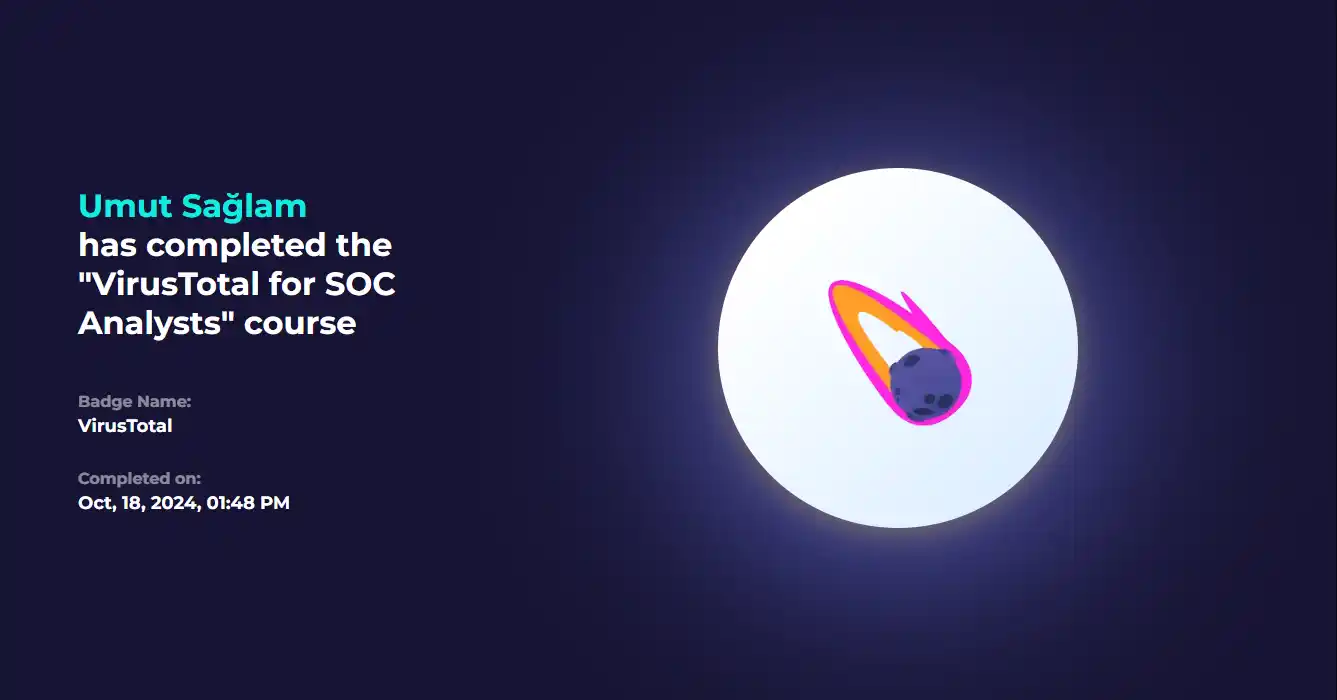 Umut Sağlam
has completed the
"VirusTotal for SOC
Analysts" course
Badge Name:
VirusTotal
Completed on:
Oct, 18, 2024, 01:48 PM